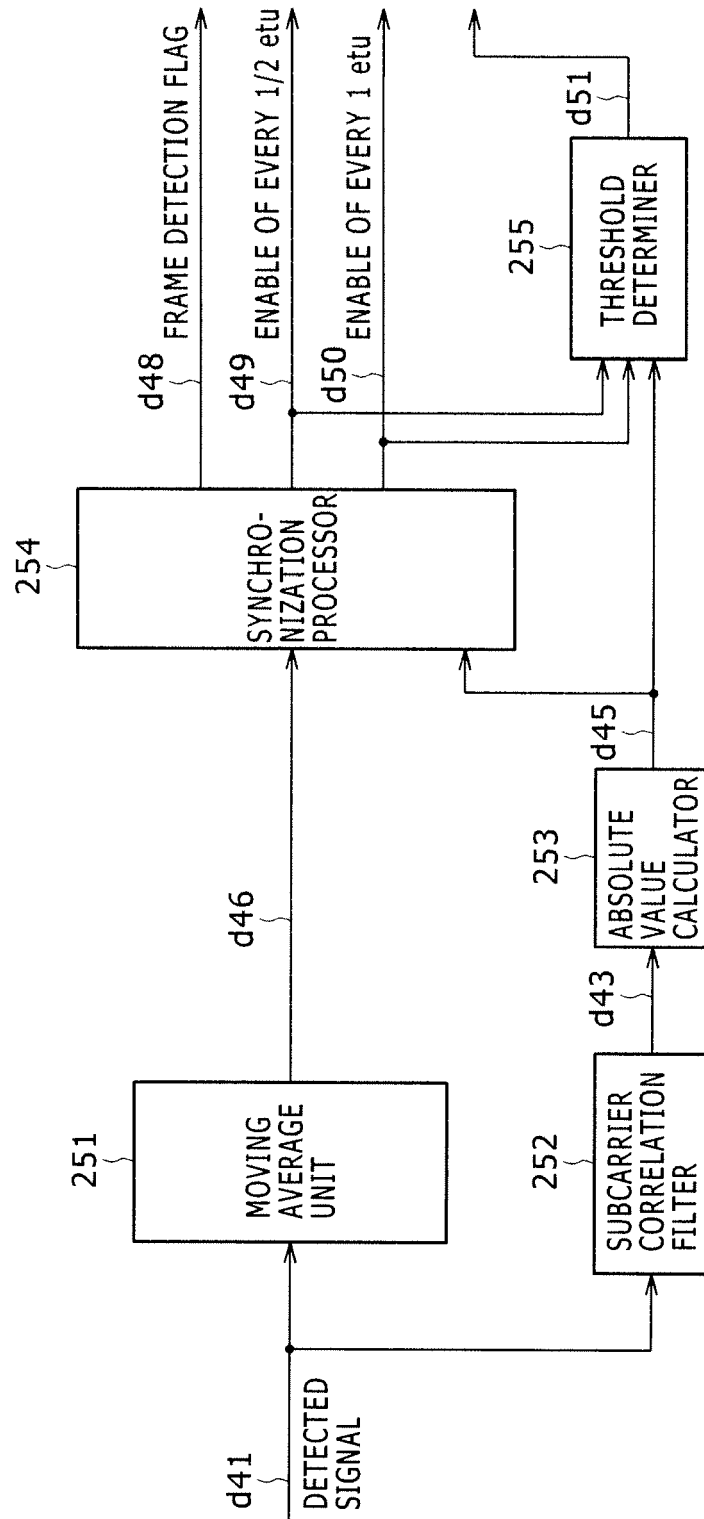 d41
DETECTED
SIGNAL
251
MOVING
AVERAGE
UNIT
d46
252
SUBCARRIER
CORRELATION
FILTER
d43
253
ABSOLUTE
VALUE
CALCULATOR
d45
254
SYNCHRO-
NIZATION
PROCESSOR
d48
FRAME DETECTION FLAG
d49
ENABLE OF EVERY 1/2 etu
d50
ENABLE OF EVERY 1 etu
255
THRESHOLD
DETERMINER
d51